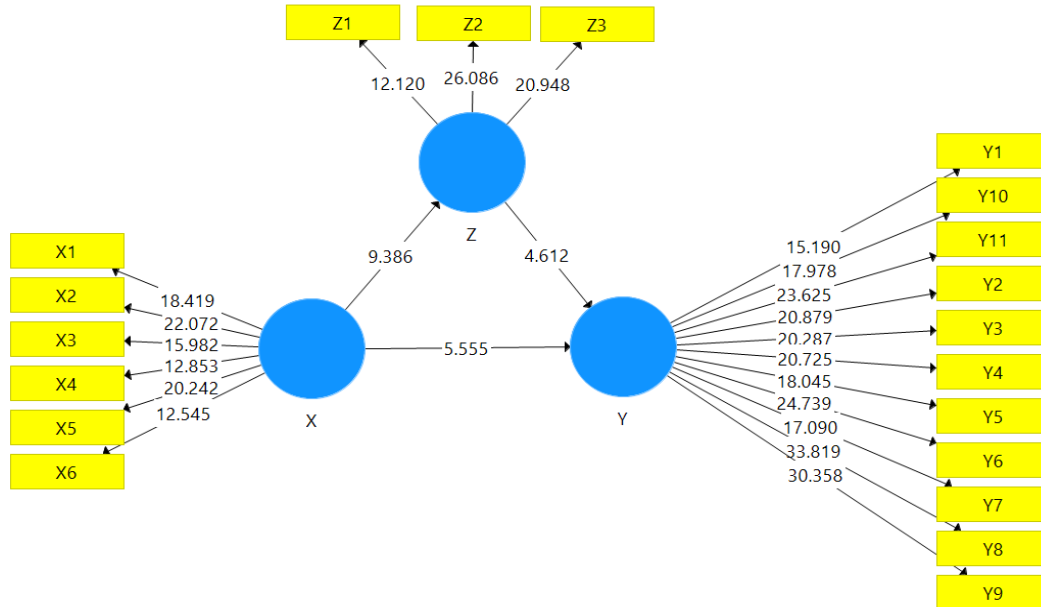 Z1
Z2
Z3
12.120
26.086
20.948
Z
9.386
4.612
5.555
X1
X2
X3
X4
X5
X6
18.419
22.072
15.982
12.853
20.242
12.545
X
Y
15.190
17.978
23.625
20.879
20.287
20.725
18.045
24.739
17.090
33.819
30.358
Y1
Y10
Y11
Y2
Y3
Y4
Y5
Y6
Y7
Y8
Y9